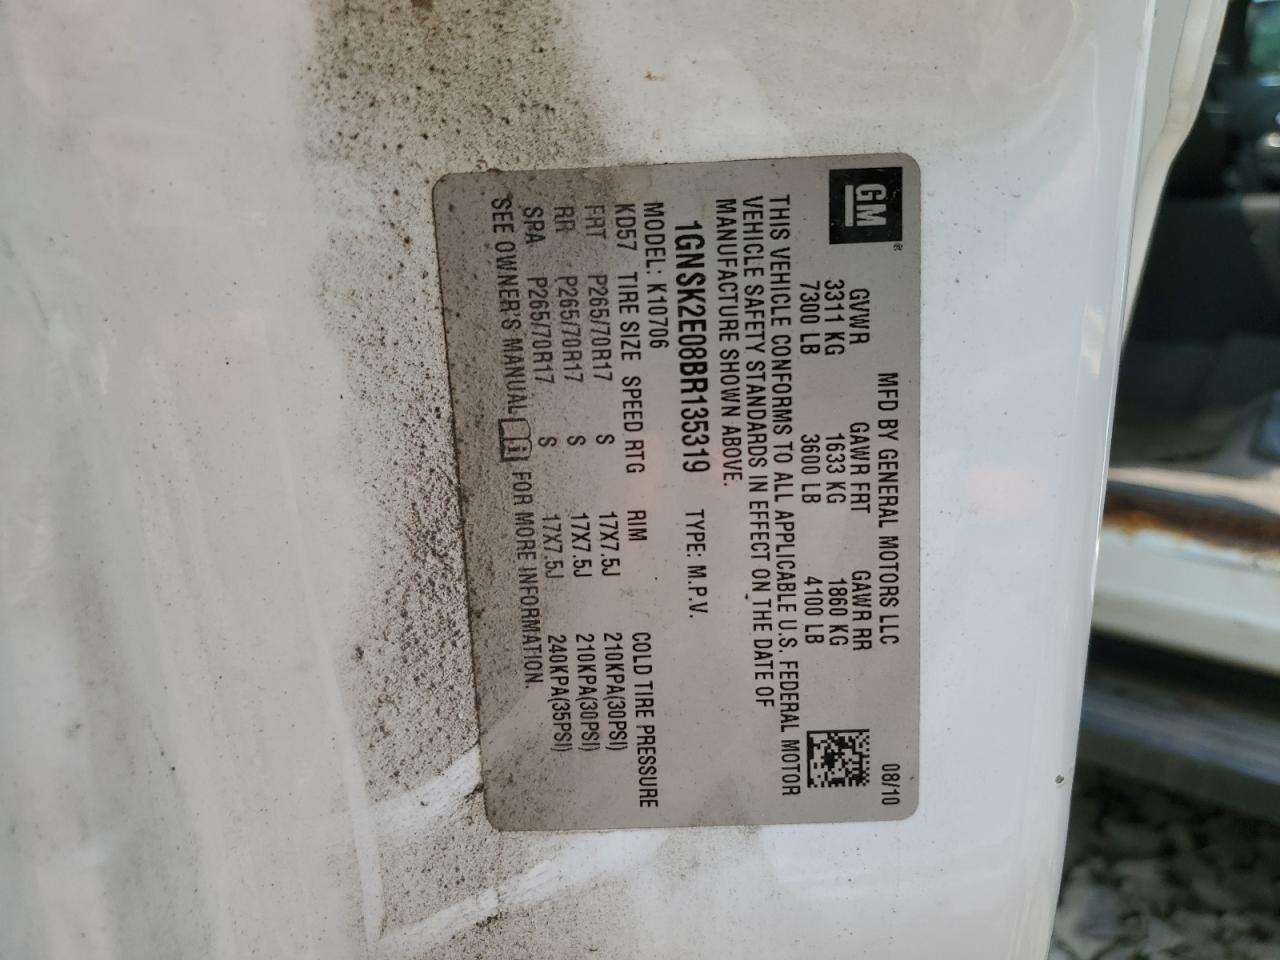 GM ®
MFD BY GENERAL MOTORS LLC 08/10
GVWR GAWR FRT GAWR RR
3311 KG 1633 KG 1860 KG
7300 LB 3600 LB 4100 LB
THIS VEHICLE CONFORMS TO ALL APPLICABLE U.S. FEDERAL MOTOR
VEHICLE SAFETY STANDARDS IN EFFECT ON THE DATE OF
MANUFACTURE SHOWN ABOVE.
1GNSK2E08BR135319 TYPE: M.P.V.
MODEL: K10706
KD57 TIRE SIZE SPEED RTG RIM COLD TIRE PRESSURE
FRT P265/70R17 S 17X7.5J 210KPA(30PSI)
RR P265/70R17 S 17X7.5J 210KPA(30PSI)
SPA P265/70R17 S 17X7.5J 240KPA(35PSI)
SEE OWNER'S MANUAL i FOR MORE INFORMATION.